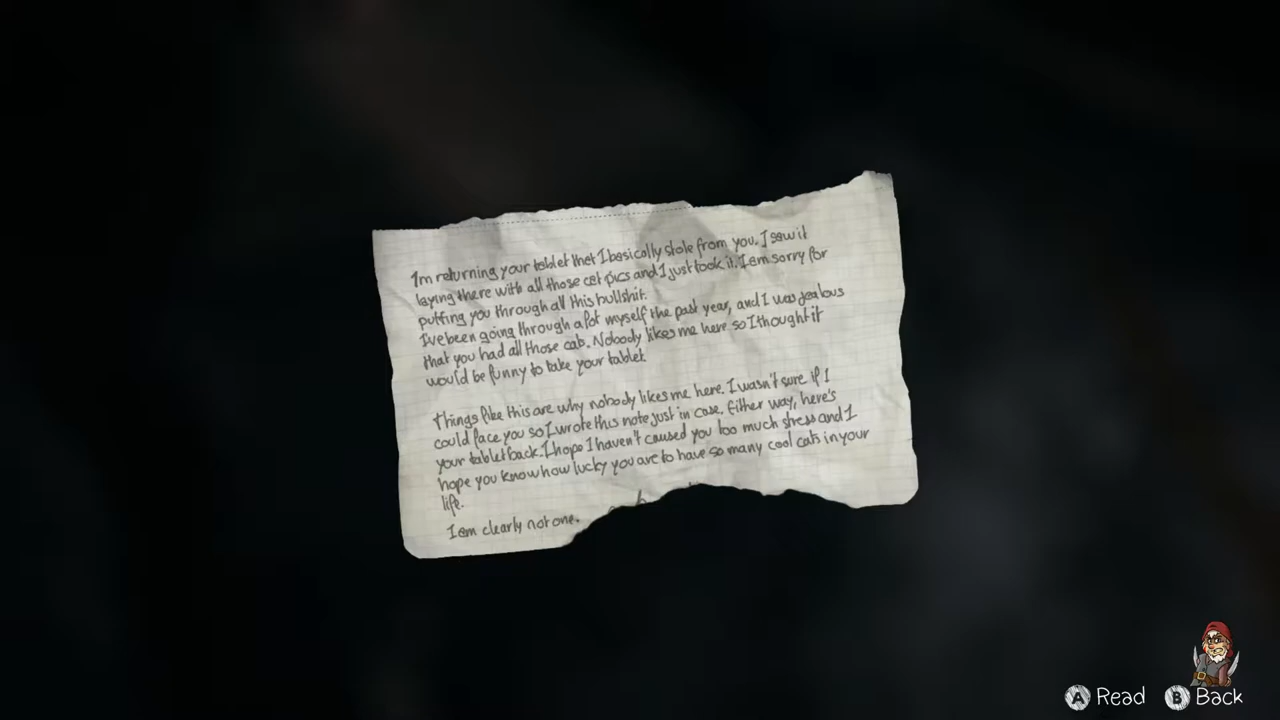 Im returning your tablet that I basically stole from you. I saw it
laying there with all those cat pics and I just took it. I am sorry for
putting you through all this bullshit.
Ive been going through a lot myself the past year, and I was jealous
that you had all those cats. Nobody likes me here so I thought it
would be funny to take your tablet.
Things like this are why nobody likes me here. I wasn't sure if I
could face you so I wrote this note just in case. Either way, here's
your tablet back. I hope I haven't caused you too much stress and I
hope you know how lucky you are to have so many cool cats in your
life.
I am clearly not one.
A Read B Back